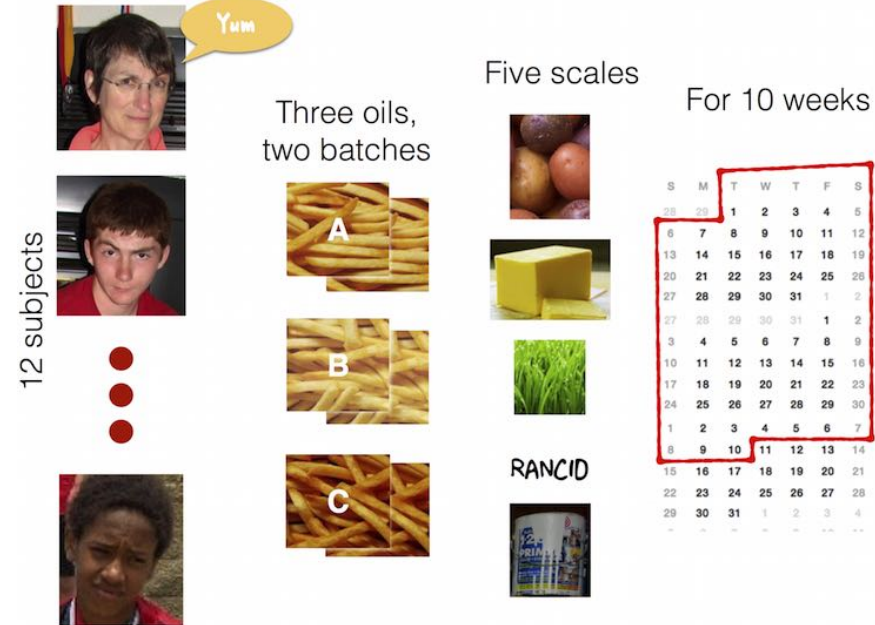 Yum
12 subjects
Three oils,
two batches
A
B
C
Five scales
RANCID
For 10 weeks
S M T W T F S
28 29 1 2 3 4 5
6 7 8 9 10 11 12
13 14 15 16 17 18 19
20 21 22 23 24 25 26
27 28 29 30 31 1 2
27 28 29 30 31 1 2
3 4 5 6 7 8 9
10 11 12 13 14 15 16
17 18 19 20 21 22 23
24 25 26 27 28 29 30
1 2 3 4 5 6 7
8 9 10 11 12 13 14
15 16 17 18 19 20 21
22 23 24 25 26 27 28
29 30 31 1 2 3 4